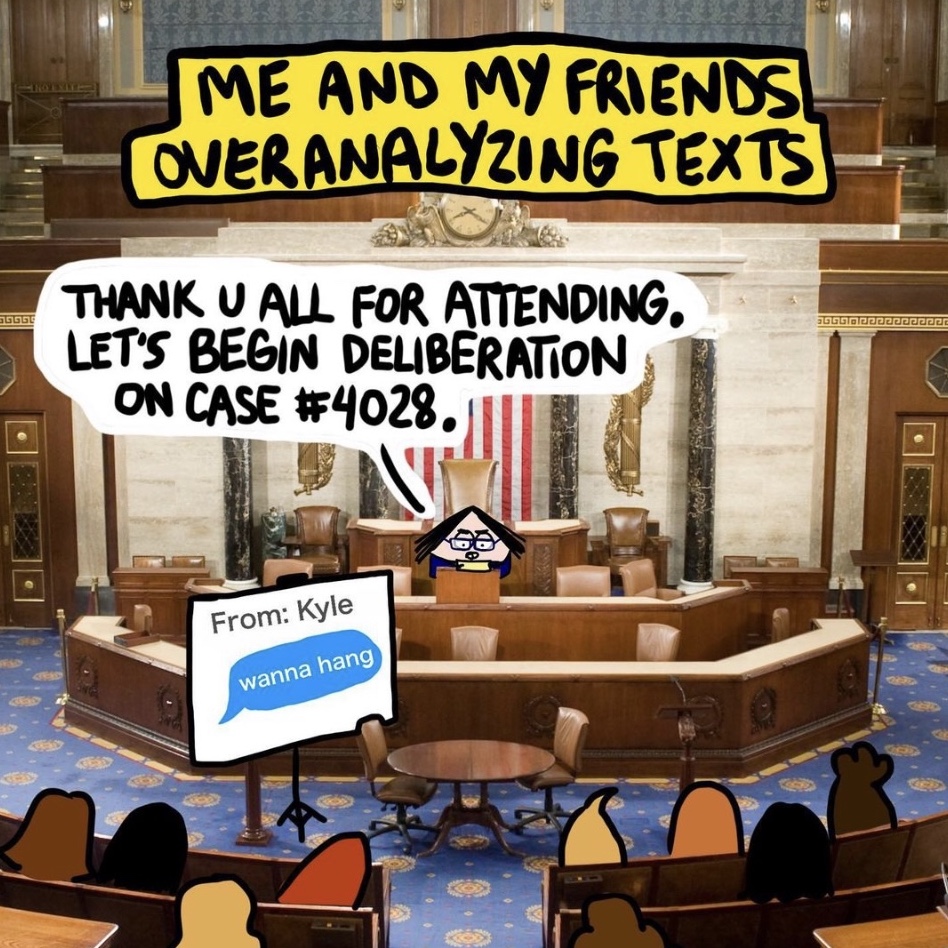 ME AND MY FRIENDS
OVERANALYZING TEXTS
THANK U ALL FOR ATTENDING.
LET'S BEGIN DELIBERATION
ON CASE #4028.
From: Kyle
wanna hang